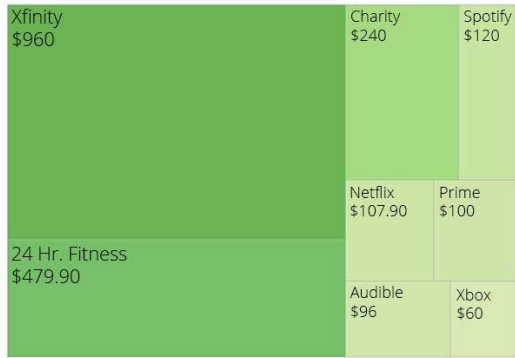 Xfinity
$960
Charity
$240
Spotify
$120
Netflix
$107.90
Prime
$100
24 Hr. Fitness
$479.90
Audible
$96
Xbox
$60